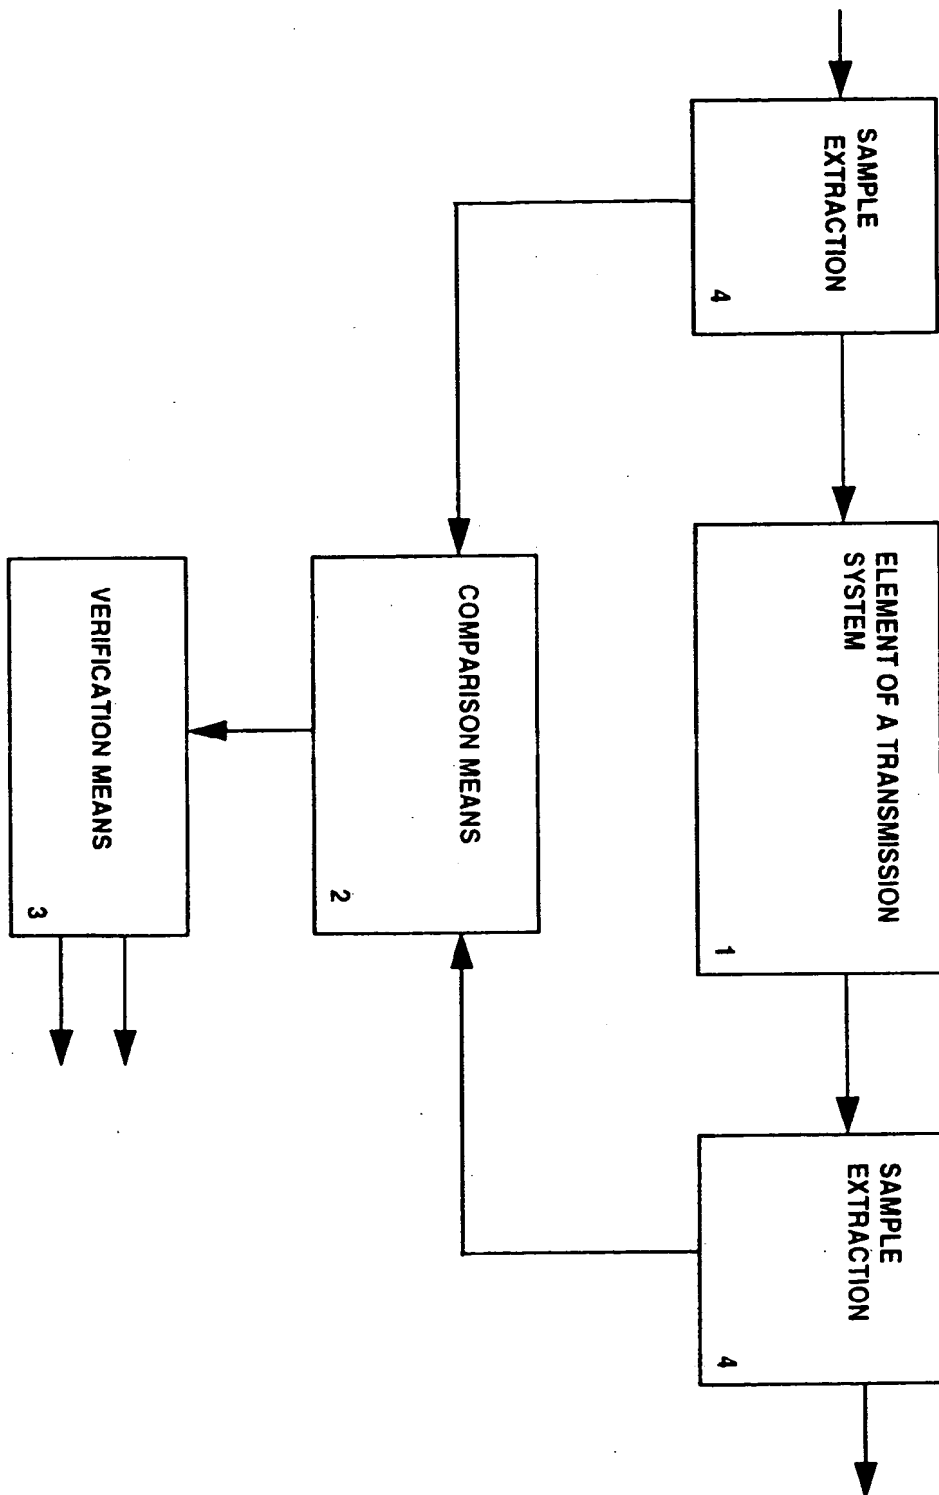 SAMPLE
EXTRACTION
4
ELEMENT OF A TRANSMISSION
SYSTEM
1
SAMPLE
EXTRACTION
4
COMPARISON MEANS
2
VERIFICATION MEANS
3